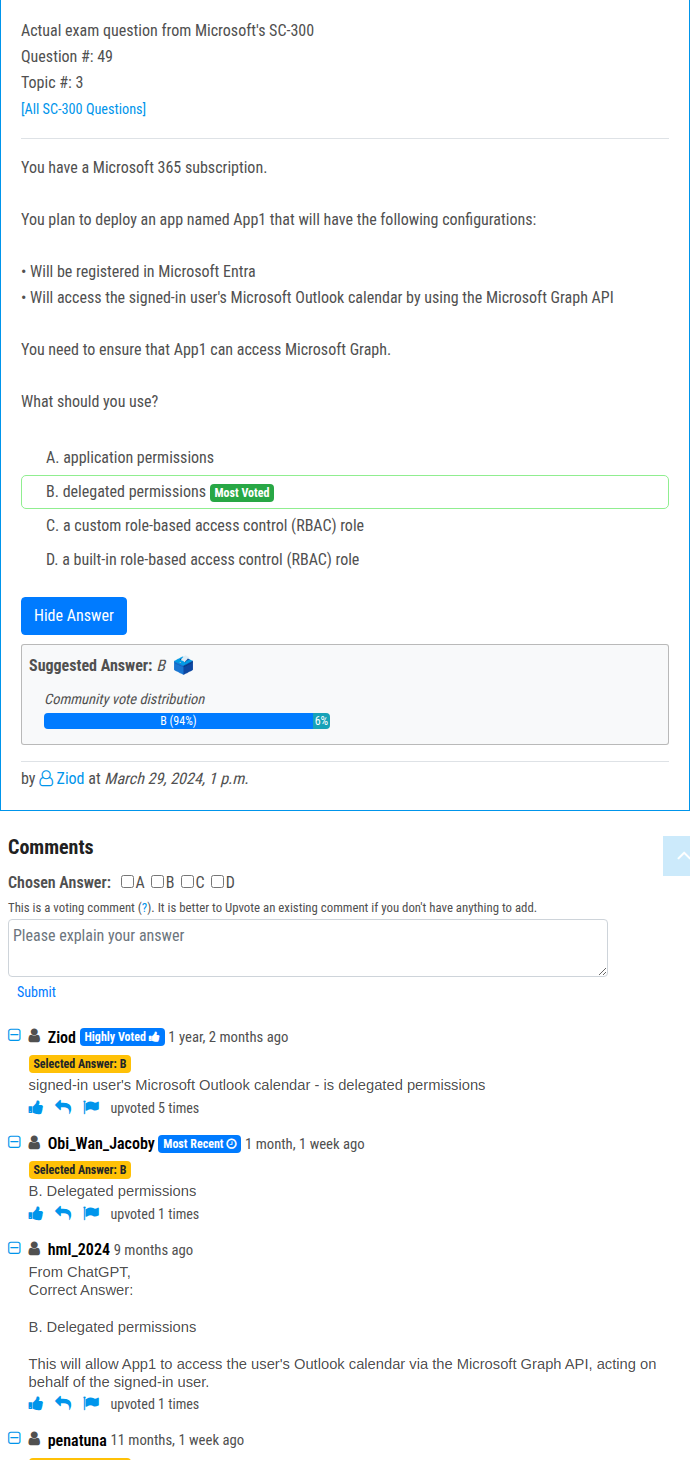 Actual exam question from Microsoft's SC-300
Question #: 49
Topic #: 3
[All SC-300 Questions]
You have a Microsoft 365 subscription.
You plan to deploy an app named App1 that will have the following configurations:
• Will be registered in Microsoft Entra
• Will access the signed-in user's Microsoft Outlook calendar by using the Microsoft Graph API
You need to ensure that App1 can access Microsoft Graph.
What should you use?
A. application permissions
B. delegated permissions Most Voted
C. a custom role-based access control (RBAC) role
D. a built-in role-based access control (RBAC) role
Hide Answer
Suggested Answer: B
Community vote distribution
B (94%) 6%
by Ziod at March 29, 2024, 1 p.m.
Comments
Chosen Answer: A B C D
This is a voting comment (?). It is better to Upvote an existing comment if you don't have anything to add.
Please explain your answer
Submit
Ziod Highly Voted 1 year, 2 months ago
Selected Answer: B
signed-in user's Microsoft Outlook calendar - is delegated permissions
upvoted 5 times
Obi_Wan_Jacoby Most Recent 1 month, 1 week ago
Selected Answer: B
B. Delegated permissions
upvoted 1 times
hml_2024 9 months ago
From ChatGPT,
Correct Answer:
B. Delegated permissions
This will allow App1 to access the user's Outlook calendar via the Microsoft Graph API, acting on
behalf of the signed-in user.
upvoted 1 times
penatuna 11 months, 1 week ago